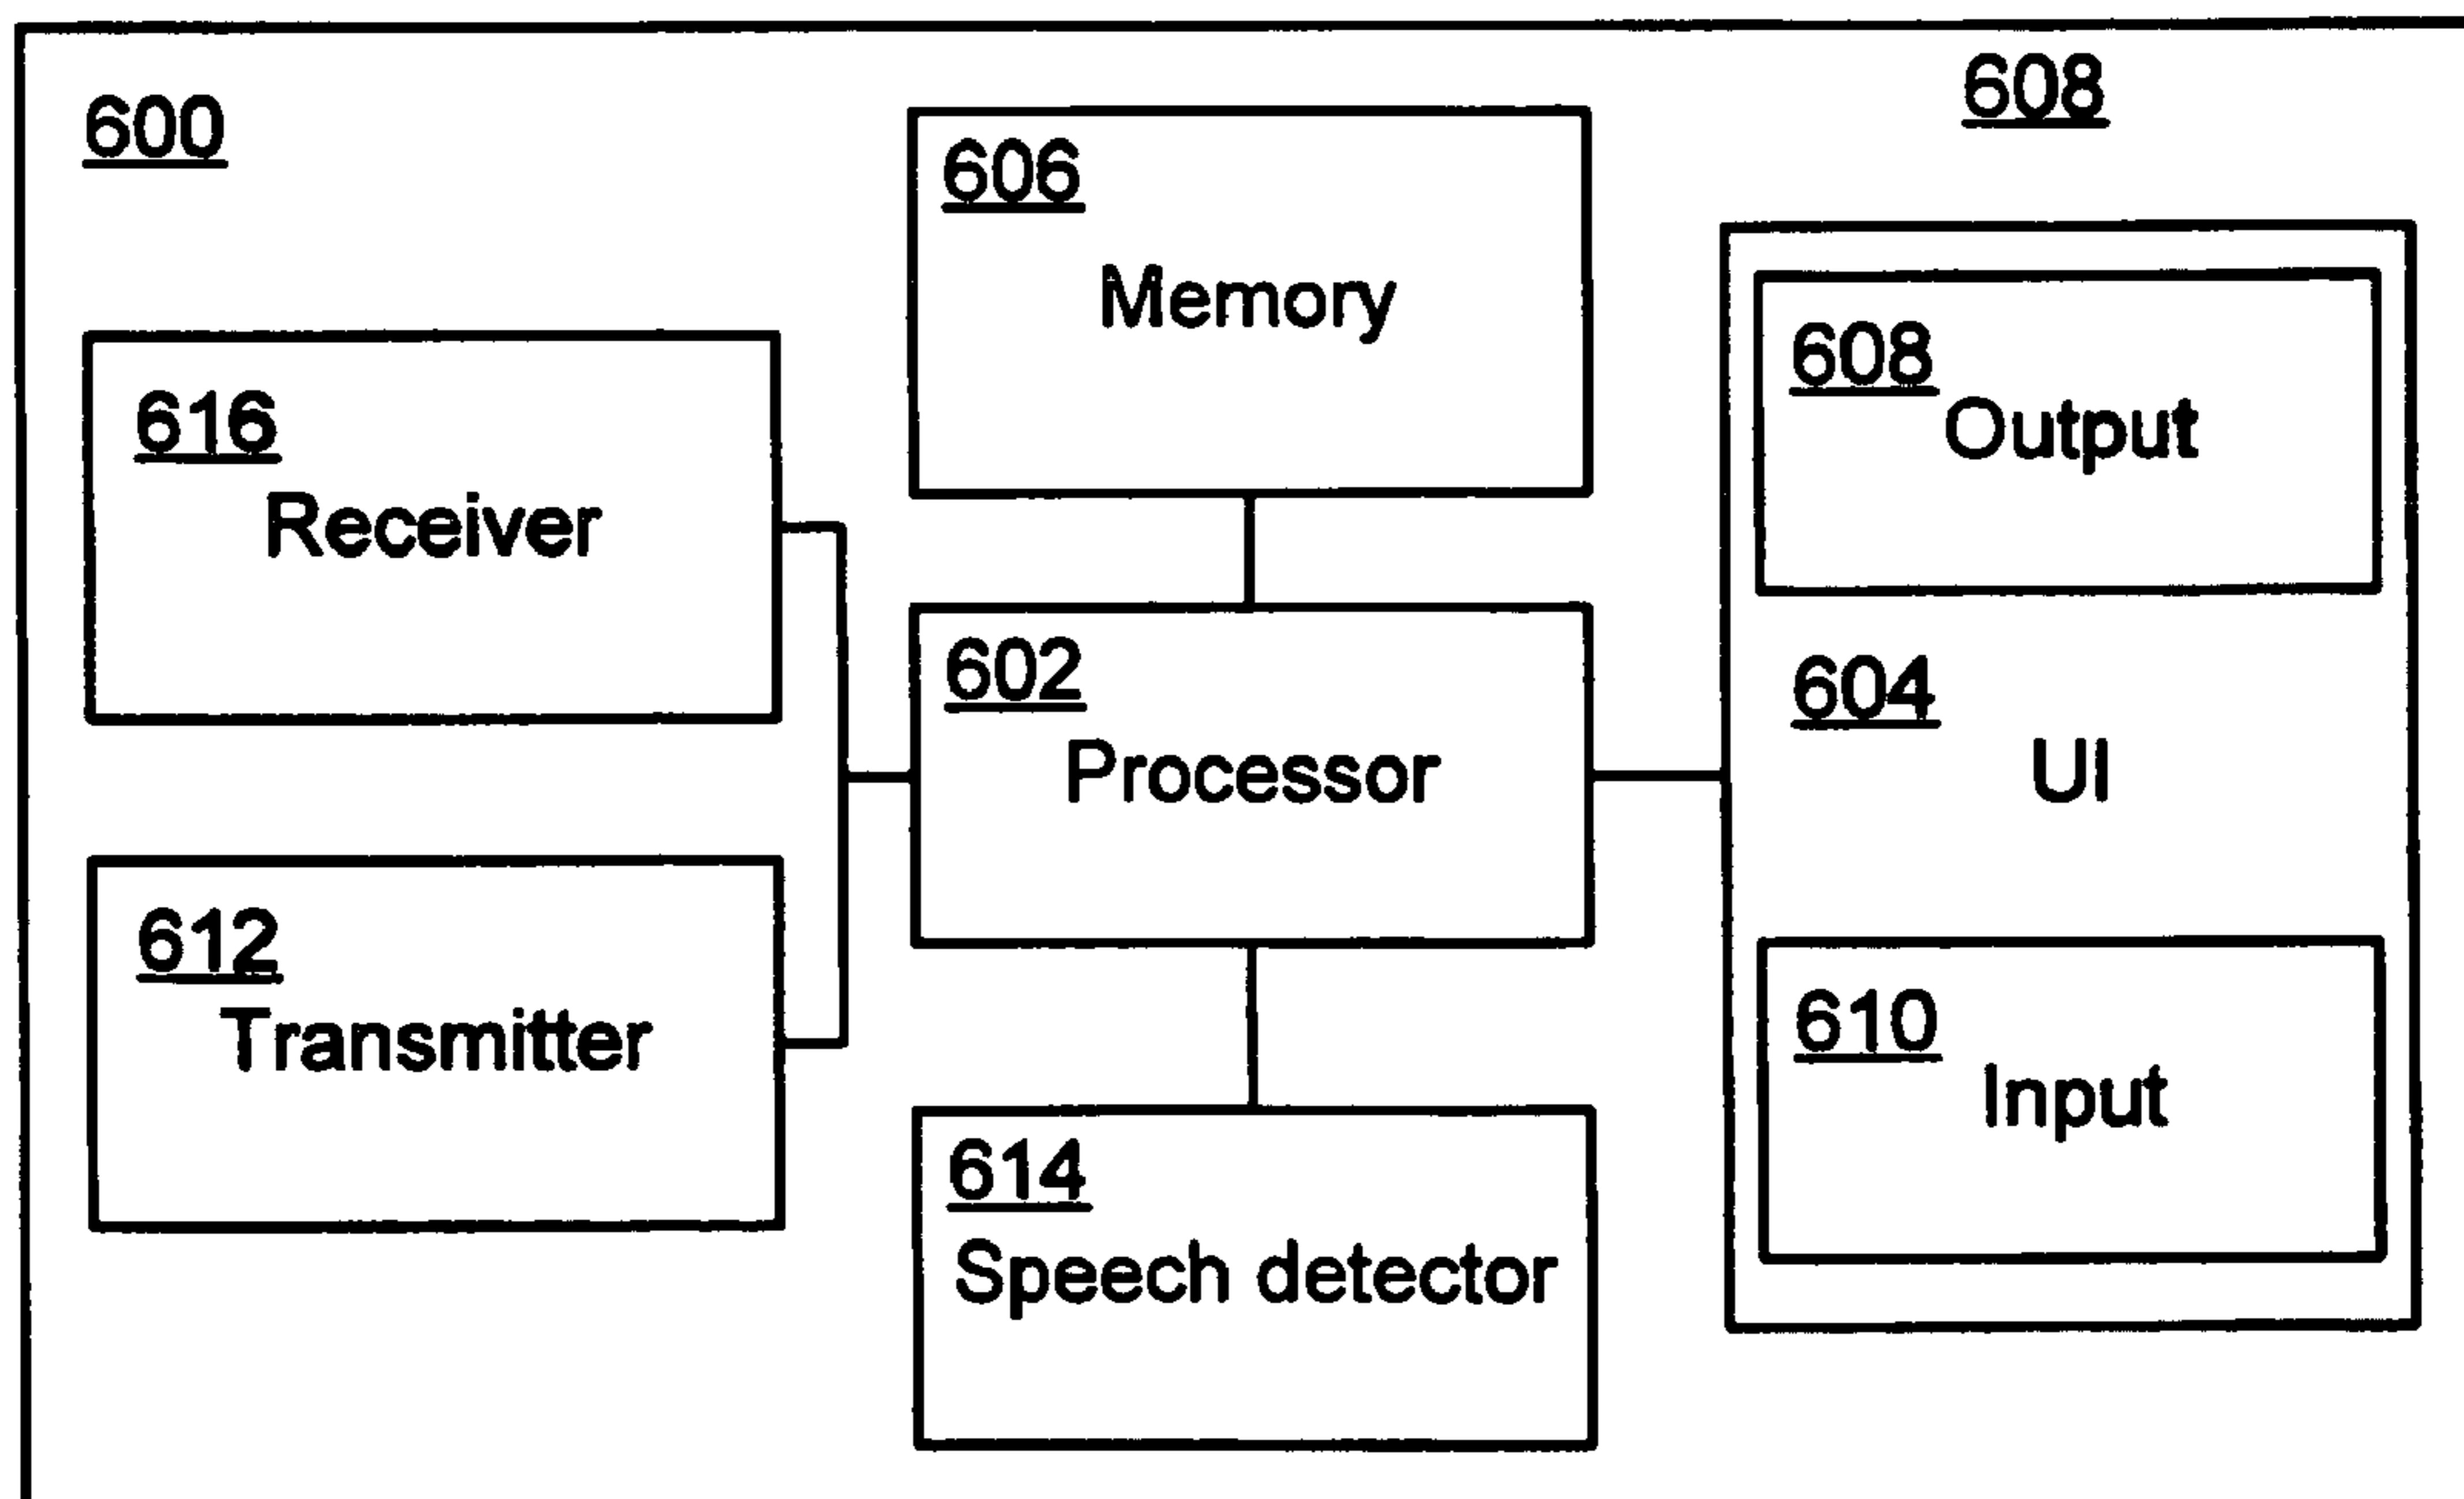 600
608
606
Memory
616
Receiver
608
Output
602
Processor
604
UI
612
Transmitter
610
Input
614
Speech detector